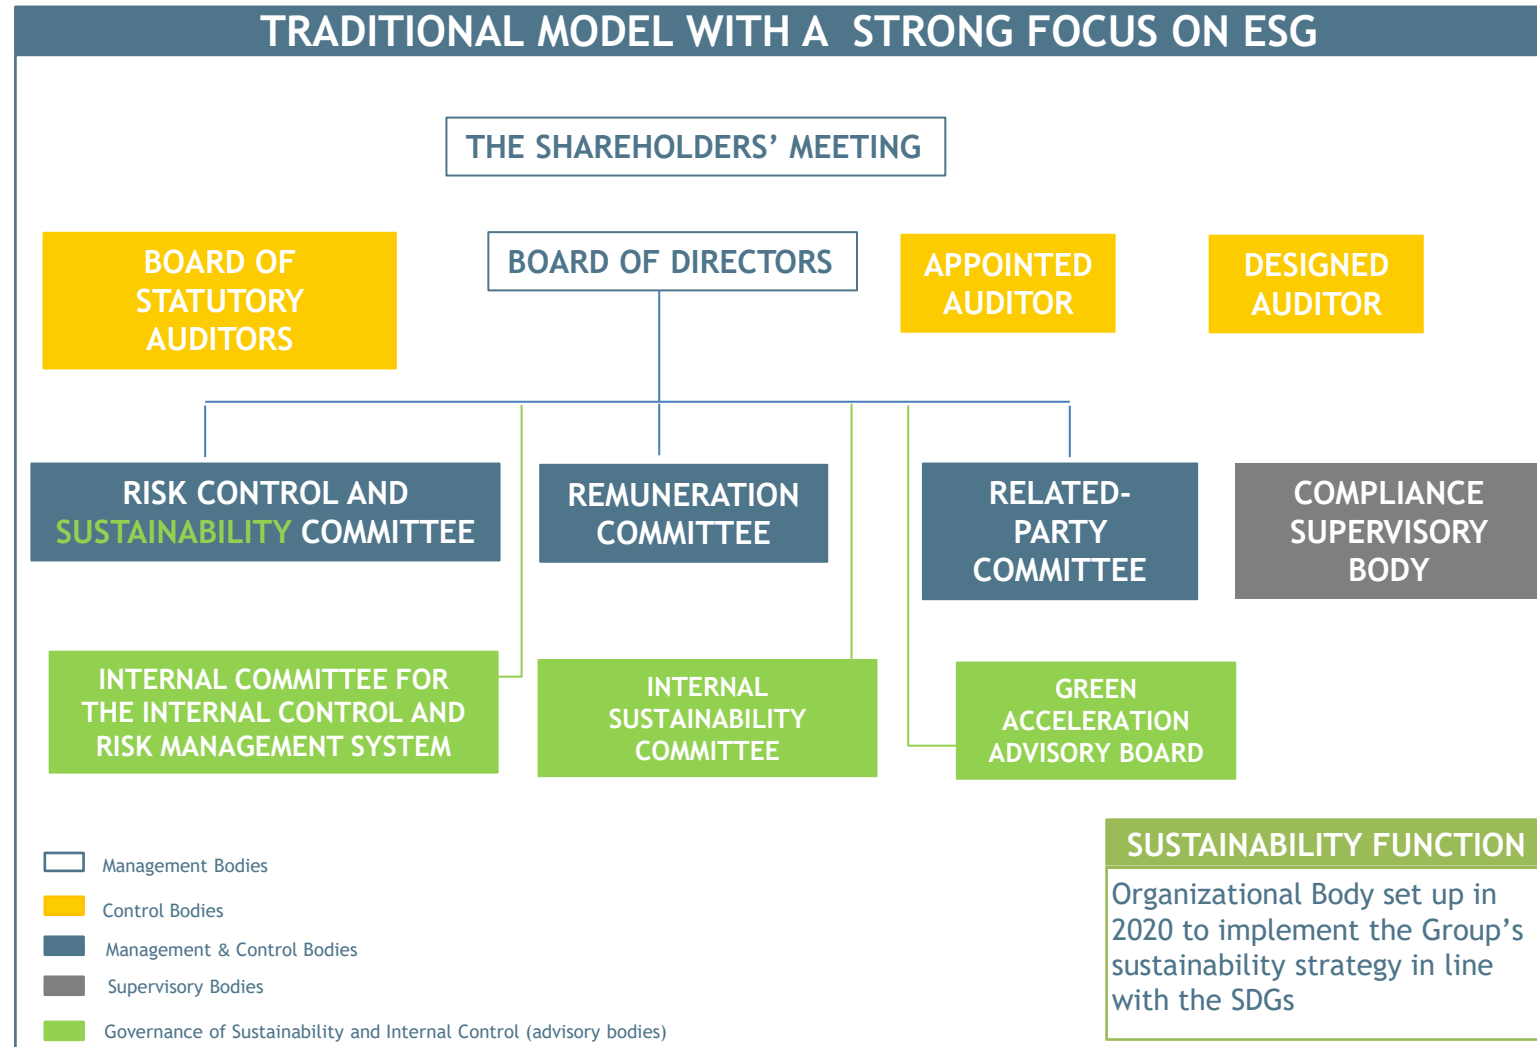 TRADITIONAL MODEL WITH A STRONG FOCUS ON ESG
THE SHAREHOLDERS’ MEETING
BOARD OF
STATUTORY
AUDITORS
BOARD OF DIRECTORS
APPOINTED
AUDITOR
DESIGNED
AUDITOR
RISK CONTROL AND
SUSTAINABILITY COMMITTEE
REMUNERATION
COMMITTEE
RELATED-
PARTY
COMMITTEE
COMPLIANCE
SUPERVISORY
BODY
INTERNAL COMMITTEE FOR
THE INTERNAL CONTROL AND
RISK MANAGEMENT SYSTEM
INTERNAL
SUSTAINABILITY
COMMITTEE
GREEN
ACCELERATION
ADVISORY BOARD
Management Bodies
Control Bodies
Management & Control Bodies
Supervisory Bodies
Governance of Sustainability and Internal Control (advisory bodies)
SUSTAINABILITY FUNCTION
Organizational Body set up in
2020 to implement the Group’s
sustainability strategy in line
with the SDGs